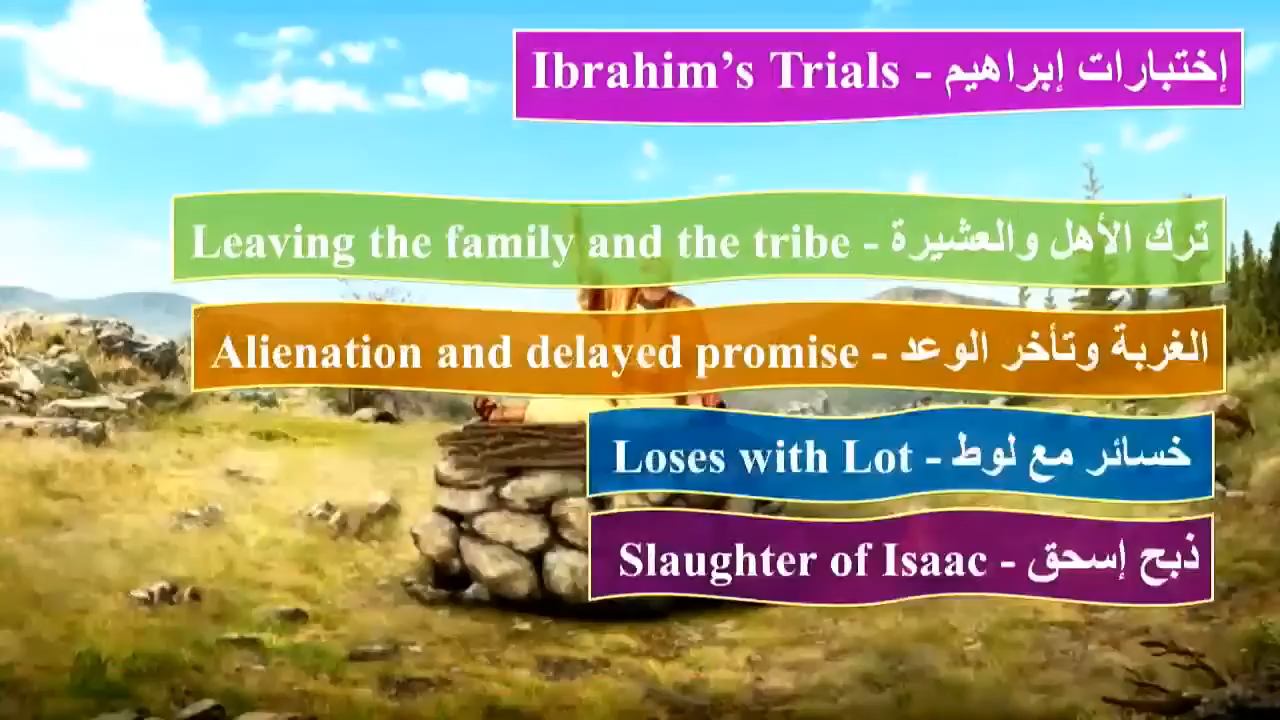 Ibrahim’s Trials - إختبارات إبراهيم
Leaving the family and the tribe - ترك الأهل والعشيرة
Alienation and delayed promise - الغربة وتأخر الوعد
Loses with Lot - خسائر مع لوط
Slaughter of Isaac - ذبح إسحق